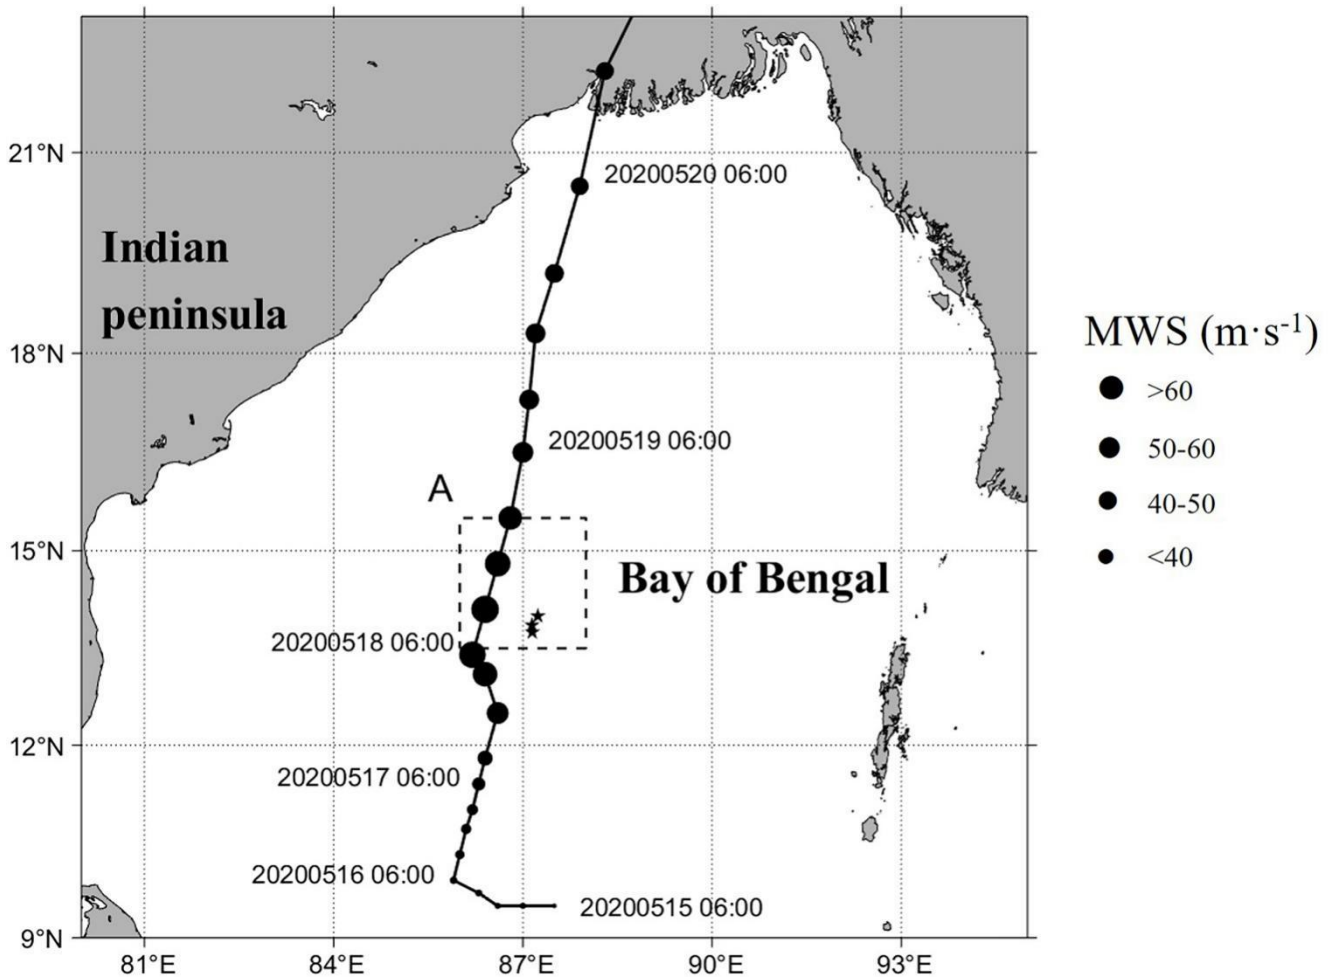 21°N
18°N
15°N
12°N
9°N
81°E
84°E
87°E
90°E
93°E
Indian
peninsula
Bay of Bengal
A
20200520 06:00
20200519 06:00
20200518 06:00
20200517 06:00
20200516 06:00
20200515 06:00
MWS (m·s⁻¹)
>60
50-60
40-50
<40